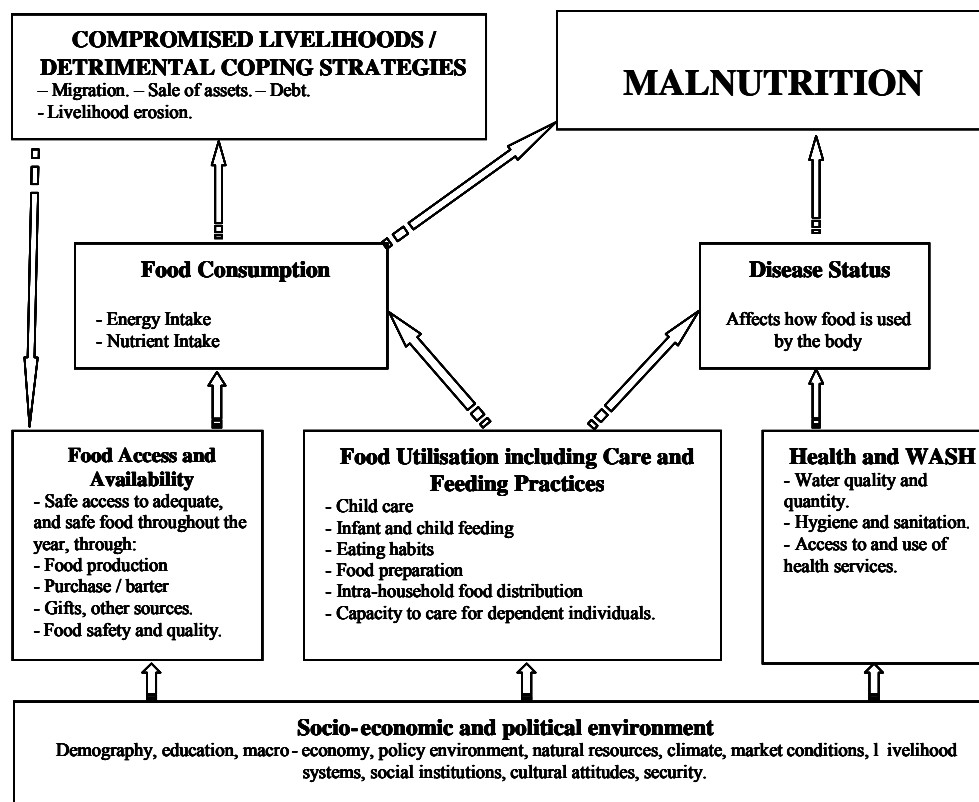 COMPROMISED LIVELIHOODS /
DETRIMENTAL COPING STRATEGIES
– Migration. – Sale of assets. – Debt.
- Livelihood erosion.
MALNUTRITION
Food Consumption
- Energy Intake
- Nutrient Intake
Disease Status
Affects how food is used
by the body
Food Access and
Availability
- Safe access to adequate,
and safe food throughout the
year, through:
- Food production
- Purchase / barter
- Gifts, other sources.
- Food safety and quality.
Food Utilisation including Care and
Feeding Practices
- Child care
- Infant and child feeding
- Eating habits
- Food preparation
- Intra-household food distribution
- Capacity to care for dependent individuals.
Health and WASH
- Water quality and
quantity.
- Hygiene and sanitation.
- Access to and use of
health services.
Socio-economic and political environment
Demography, education, macro - economy, policy environment, natural resources, climate, market conditions, l ivelihood
systems, social institutions, cultural attitudes, security.